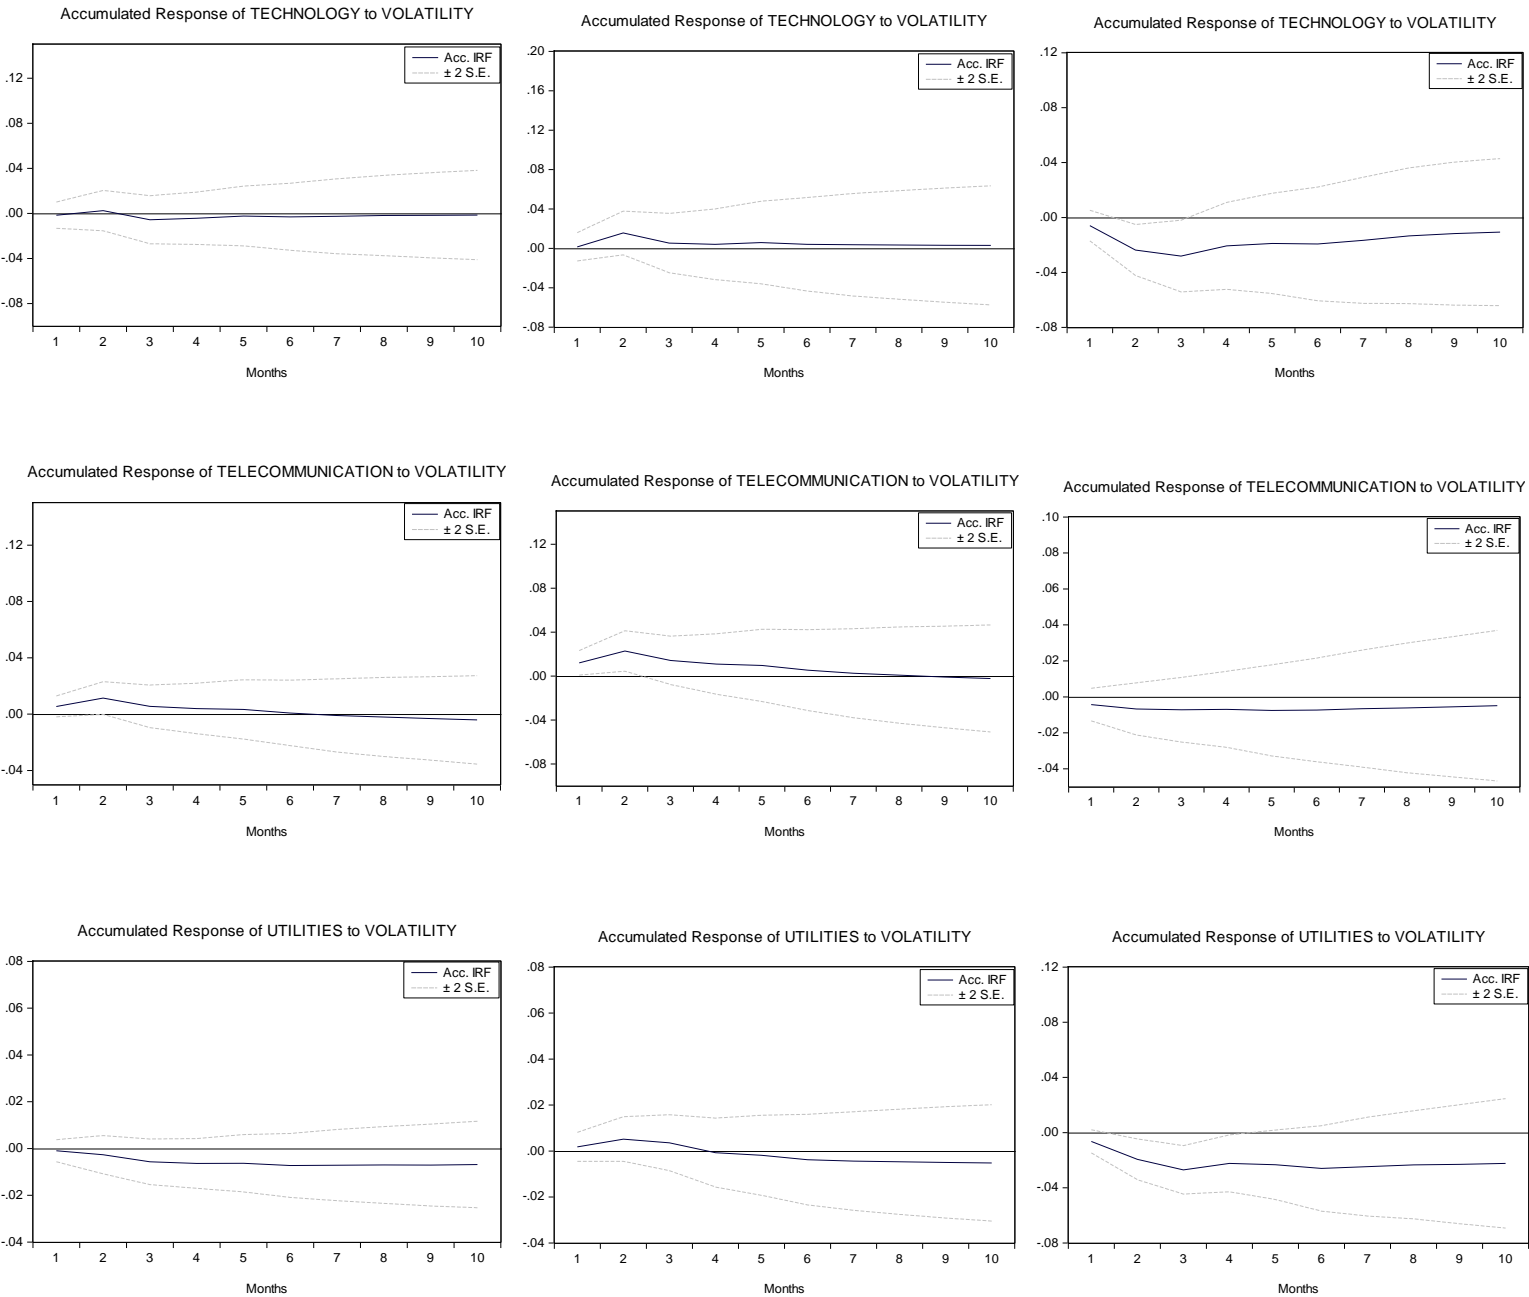 Accumulated Response of TECHNOLOGY to VOLATILITY
Acc. IRF
± 2 S.E.
.12
.08
.04
.00
-.04
-.08
1 2 3 4 5 6 7 8 9 10
Months
Accumulated Response of TECHNOLOGY to VOLATILITY
Acc. IRF
± 2 S.E.
.20
.16
.12
.08
.04
.00
-.04
-.08
1 2 3 4 5 6 7 8 9 10
Months
Accumulated Response of TECHNOLOGY to VOLATILITY
Acc. IRF
± 2 S.E.
.12
.08
.04
.00
-.04
-.08
1 2 3 4 5 6 7 8 9 10
Months
Accumulated Response of TELECOMMUNICATION to VOLATILITY
Acc. IRF
± 2 S.E.
.12
.08
.04
.00
-.04
1 2 3 4 5 6 7 8 9 10
Months
Accumulated Response of TELECOMMUNICATION to VOLATILITY
Acc. IRF
± 2 S.E.
.12
.08
.04
.00
-.04
-.08
1 2 3 4 5 6 7 8 9 10
Months
Accumulated Response of TELECOMMUNICATION to VOLATILITY
Acc. IRF
± 2 S.E.
.10
.08
.06
.04
.02
.00
-.02
-.04
1 2 3 4 5 6 7 8 9 10
Months
Accumulated Response of UTILITIES to VOLATILITY
Acc. IRF
± 2 S.E.
.08
.06
.04
.02
.00
-.02
-.04
1 2 3 4 5 6 7 8 9 10
Months
Accumulated Response of UTILITIES to VOLATILITY
Acc. IRF
± 2 S.E.
.08
.06
.04
.02
.00
-.02
-.04
1 2 3 4 5 6 7 8 9 10
Months
Accumulated Response of UTILITIES to VOLATILITY
Acc. IRF
± 2 S.E.
.12
.08
.04
.00
-.04
-.08
1 2 3 4 5 6 7 8 9 10
Months